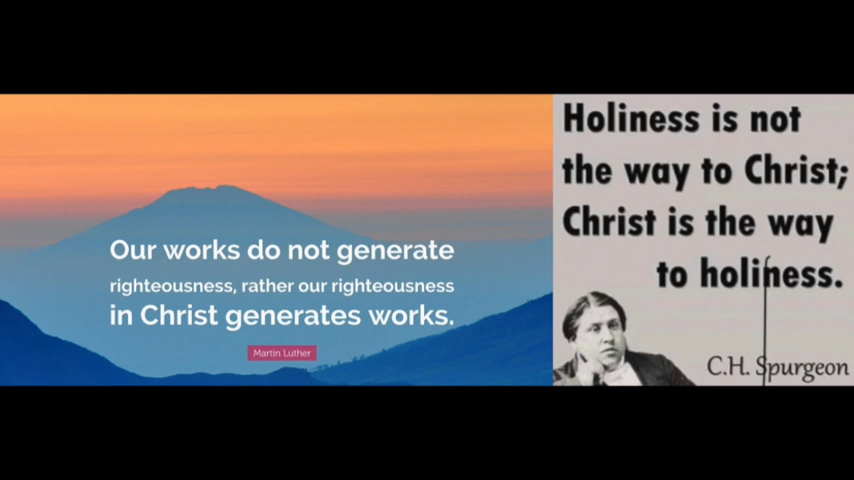 Our works do not generate
righteousness, rather our righteousness
in Christ generates works.
Martin Luther
Holiness is not
the way to Christ;
Christ is the way
to holiness.
C.H. Spurgeon